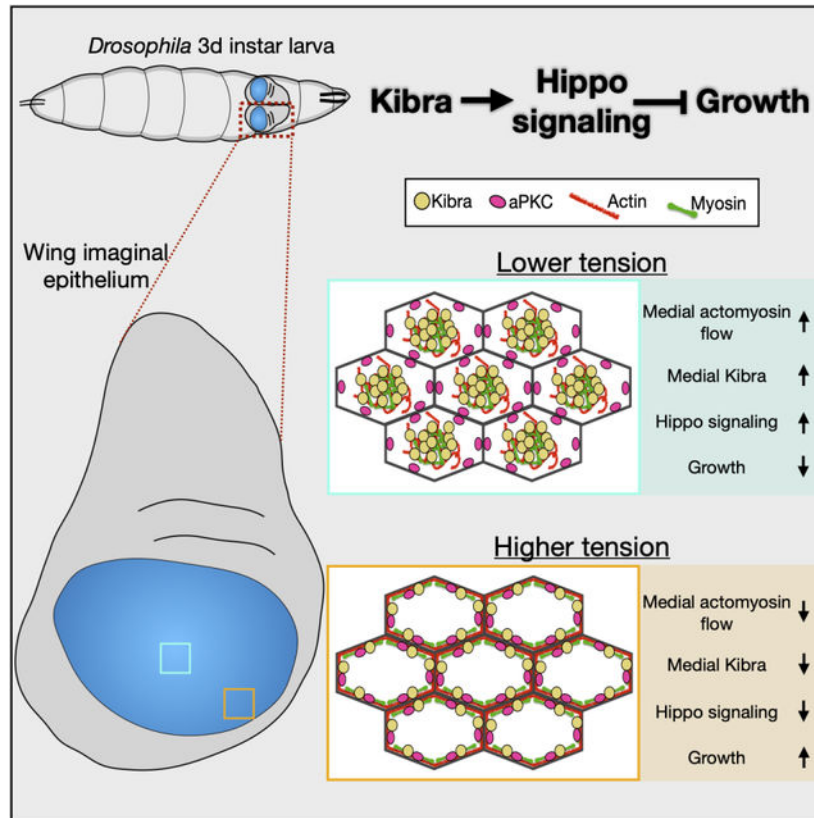 Drosophila 3d instar larva
Kibra
Hippo
signaling
Growth
Kibra aPKC Actin Myosin
Wing imaginal
epithelium
Lower tension
Medial actomyosin
flow ↑
Medial Kibra ↑
Hippo signaling ↑
Growth ↓
Higher tension
Medial actomyosin
flow ↓
Medial Kibra ↓
Hippo signaling ↓
Growth ↑